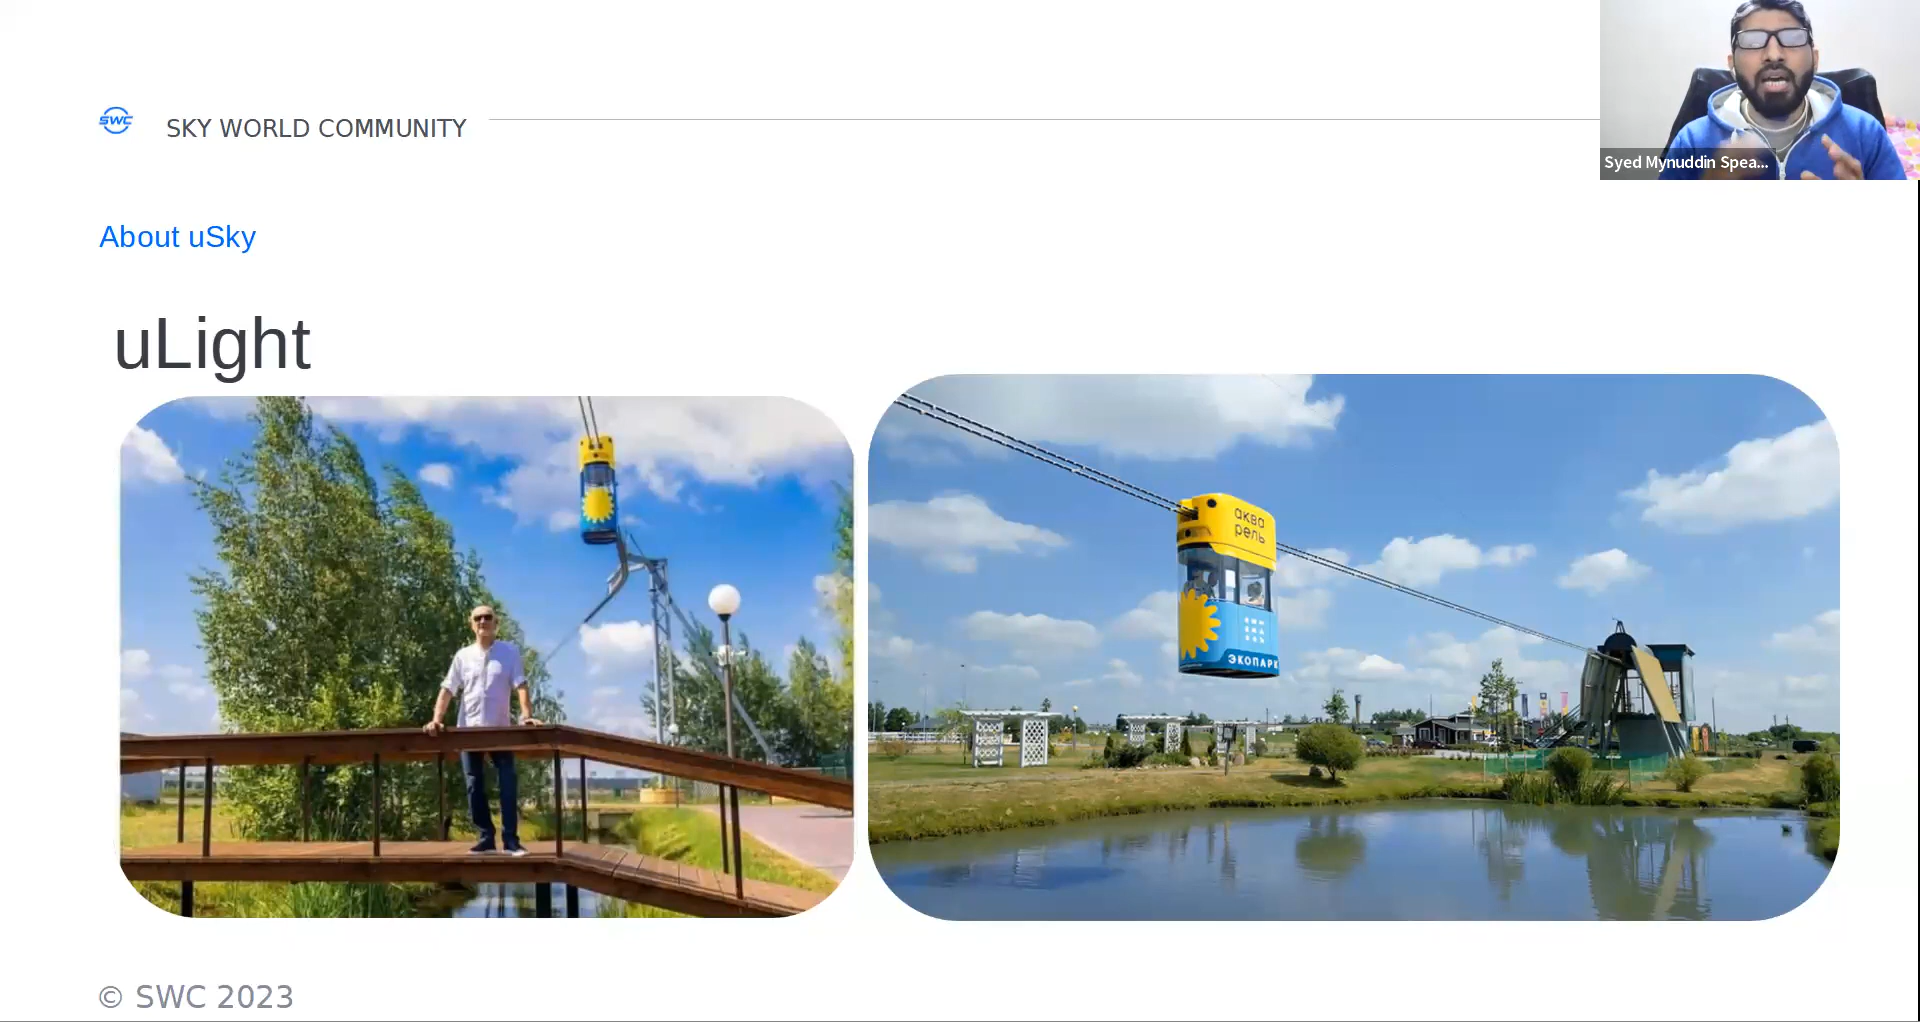 SWC
SKY WORLD COMMUNITY
Syed Mynuddin Spea...
About uSky
uLight
аква
рель
ЭКОПАРК
© SWC 2023